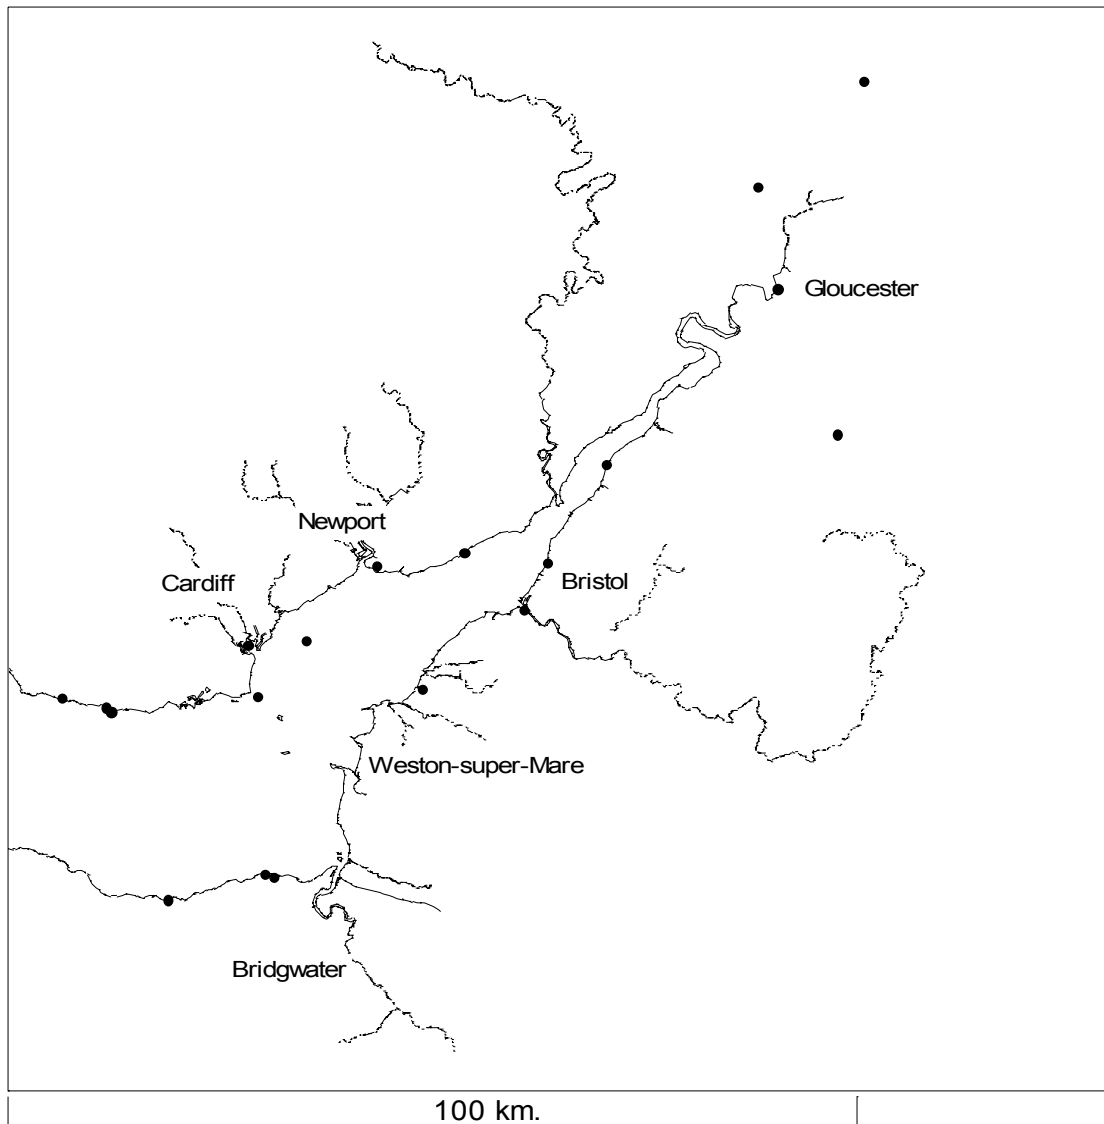 Gloucester
Newport
Cardiff
Bristol
Weston-super-Mare
Bridgwater
100 km.